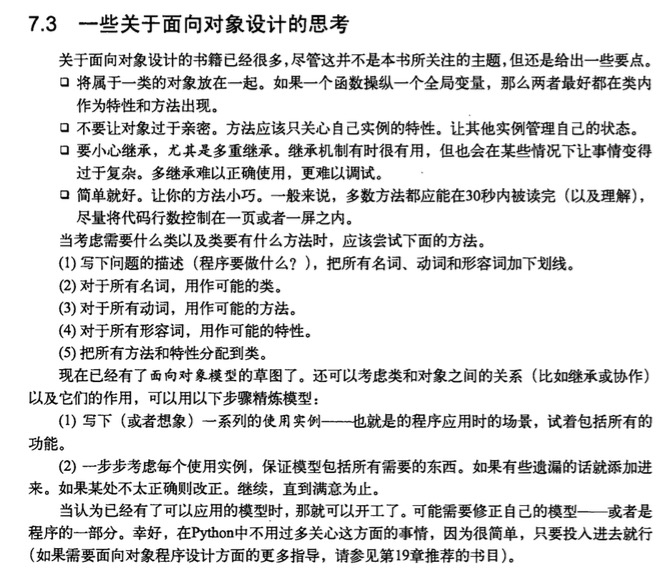 7.3 一些关于面向对象设计的思考
关于面向对象设计的书籍已经很多,尽管这并不是本书所关注的主题,但还是给出一些要点。
❑ 将属于一类的对象放在一起。如果一个函数操纵一个全局变量,那么两者最好都在类内
作为特性和方法出现。
❑ 不要让对象过于亲密。方法应该只关心自己实例的特性。让其他实例管理自己的状态。
❑ 要小心继承,尤其是多重继承。继承机制有时很有用,但也会在某些情况下让事情变得
过于复杂。多继承难以正确使用,更难以调试。
❑ 简单就好。让你的方法小巧。一般来说,多数方法都应能在30秒内被读完(以及理解),
尽量将代码行数控制在一页或者一屏之内。
当考虑需要什么类以及类要有什么方法时,应该尝试下面的方法。
(1) 写下问题的描述(程序要做什么?),把所有名词、动词和形容词加下划线。
(2) 对于所有名词,用作可能的类。
(3) 对于所有动词,用作可能的方法。
(4) 对于所有形容词,用作可能的特性。
(5) 把所有方法和特性分配到类。
现在已经有了面向对象模型的草图了。还可以考虑类和对象之间的关系(比如继承或协作)
以及它们的作用,可以用以下步骤精炼模型:
(1) 写下(或者想象)一系列的使用实例——也就是的程序应用时的场景,试着包括所有的
功能。
(2) 一步步考虑每个使用实例,保证模型包括所有需要的东西。如果有些遗漏的话就添加进
来。如果某处不太正确则改正。继续,直到满意为止。
当认为已经有了可以应用的模型时,那就可以开工了。可能需要修正自己的模型——或者是
程序的一部分。幸好,在Python中不用过多关心这方面的事情,因为很简单,只要投入进去就行
(如果需要面向对象程序设计方面的更多指导,请参见第19章推荐的书目)。